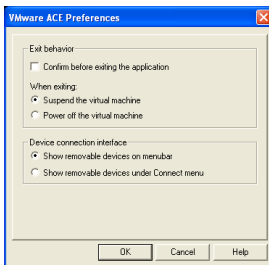 VMware ACE Preferences
Exit behavior
Confirm before exiting the application
When exiting:
Suspend the virtual machine
Power off the virtual machine
Device connection interface
Show removable devices on menubar
Show removable devices under Connect menu
OK Cancel Help